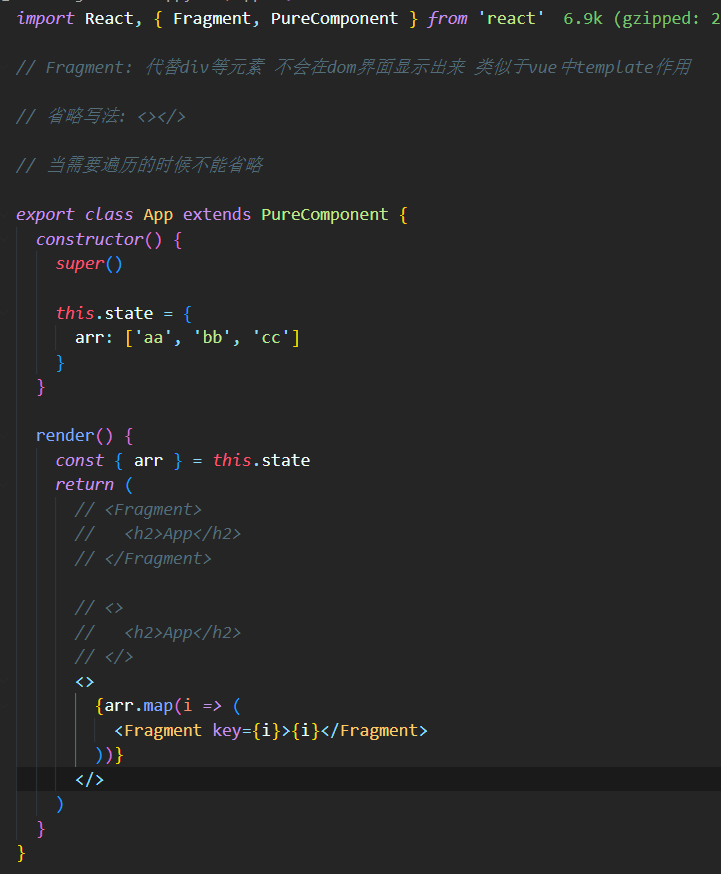 import React, { Fragment, PureComponent } from 'react' 6.9k (gzipped: 2
// Fragment: 代替div等元素 不会在dom界面显示出来 类似于vue中template作用
// 省略写法: <></>
// 当需要遍历的时候不能省略
export class App extends PureComponent {
constructor() {
super()
this.state = {
arr: ['aa', 'bb', 'cc']
}
}
render() {
const { arr } = this.state
return (
// <Fragment>
//   <h2>App</h2>
// </Fragment>
// <>
//   <h2>App</h2>
// </>
<>
{arr.map(i => (
<Fragment key={i}>{i}</Fragment>
))}
</>
)
}
}